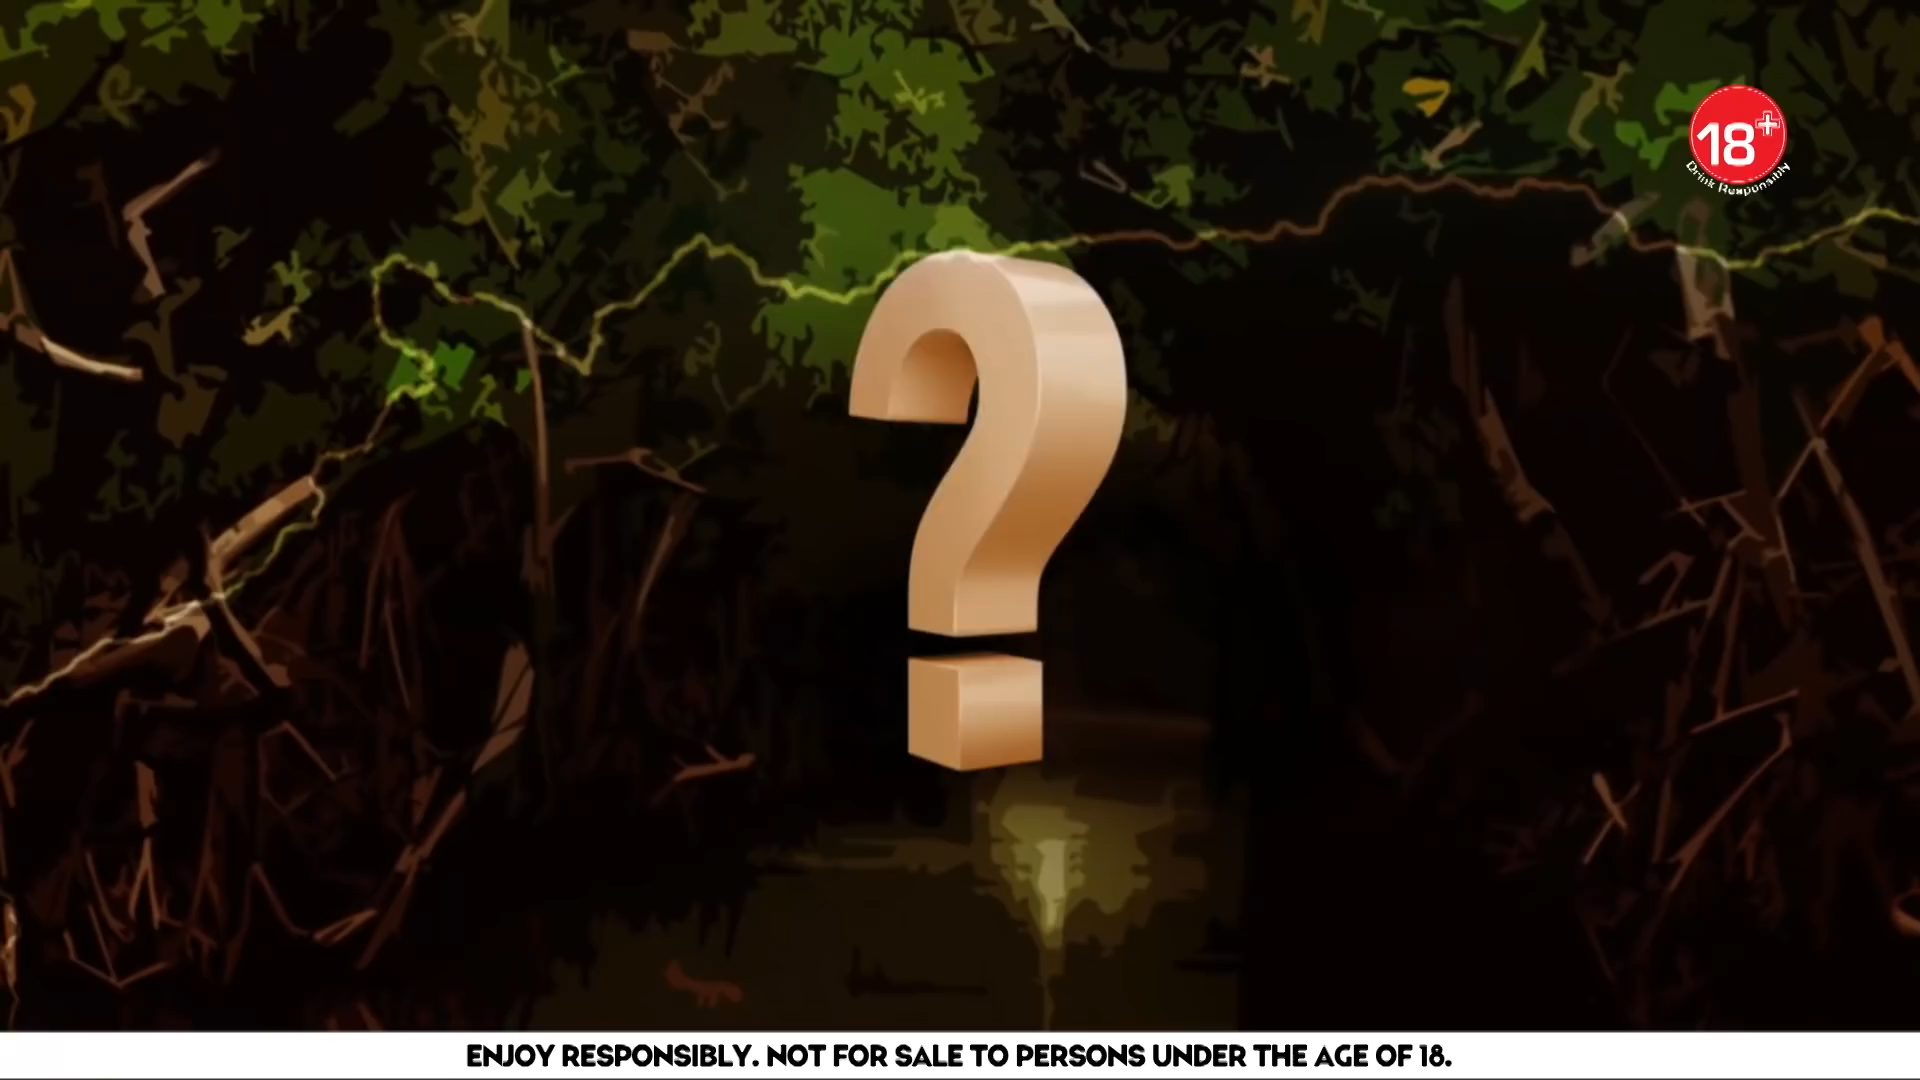 ?
18+
Drink Responsibly
ENJOY RESPONSIBLY. NOT FOR SALE TO PERSONS UNDER THE AGE OF 18.